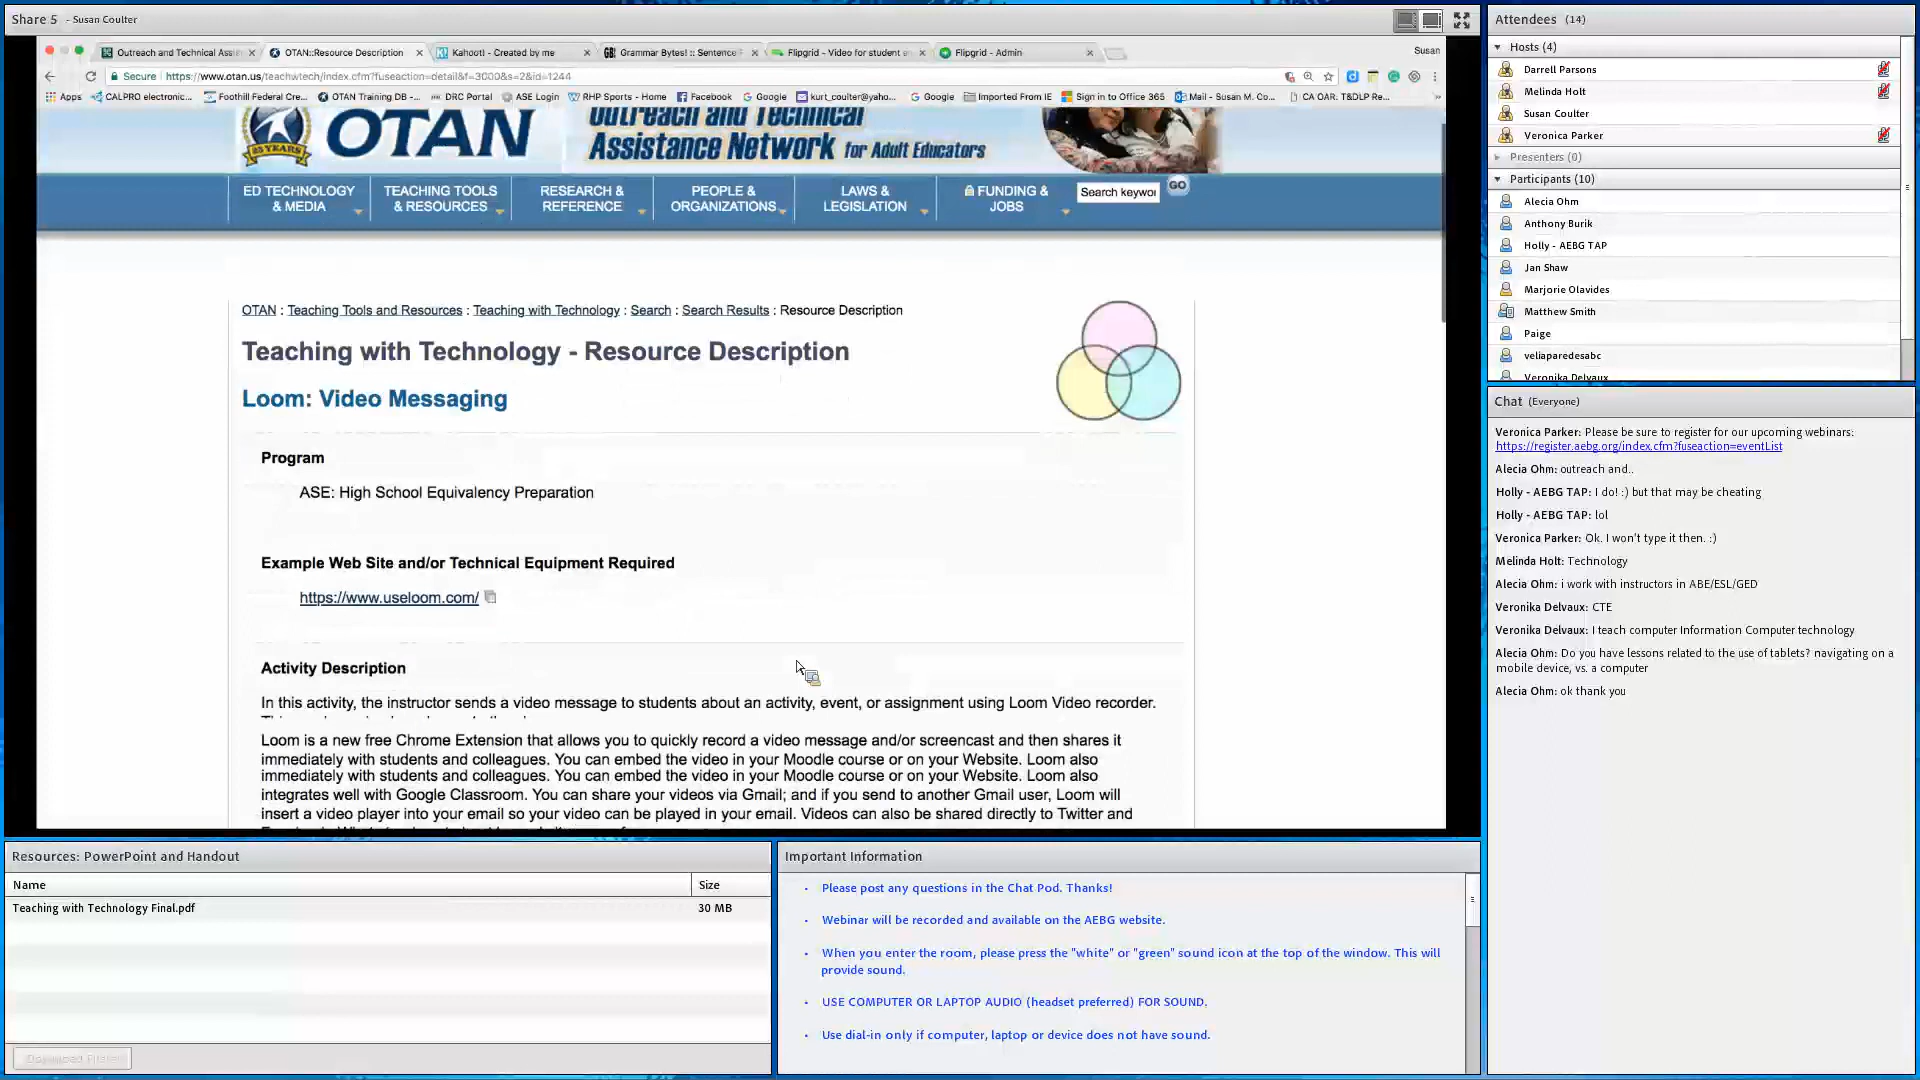 Share 5 - Susan Coulter
Outreach and Technical Assis
OTAN::Resource Description
Kahoot! - Created by me
GB! Grammar Bytes! :: Sentence F
Flipgrid - Video for student e
Flipgrid - Admin
Susan
Secure https://www.otan.us/teachwtech/index.cfm?fuseaction=detail&f=3000&s=2&id=1244
Apps CALPRO electronic... Foothill Federal Cre... OTAN Training DB -... DRC Portal ASE Login RHP Sports - Home Facebook Google kurt_coulter@yaho... Google Imported From IE Sign in to Office 365 Mail - Susan M. Co... CA OAR. T&DLP Re... »
25 YEARS
OTAN
Outreach and Technical
Assistance Network for Adult Educators
ED TECHNOLOGY
& MEDIA
TEACHING TOOLS
& RESOURCES
RESEARCH &
REFERENCE
PEOPLE &
ORGANIZATIONS
LAWS &
LEGISLATION
FUNDING &
JOBS
Search keywor
GO
OTAN : Teaching Tools and Resources : Teaching with Technology : Search : Search Results : Resource Description
Teaching with Technology - Resource Description
Loom: Video Messaging
Program
ASE: High School Equivalency Preparation
Example Web Site and/or Technical Equipment Required
https://www.useloom.com/
Activity Description
In this activity, the instructor sends a video message to students about an activity, event, or assignment using Loom Video recorder.
Loom is a new free Chrome Extension that allows you to quickly record a video message and/or screencast and then shares it
immediately with students and colleagues. You can embed the video in your Moodle course or on your Website. Loom also
immediately with students and colleagues. You can embed the video in your Moodle course or on your Website. Loom also
integrates well with Google Classroom. You can share your videos via Gmail; and if you send to another Gmail user, Loom will
insert a video player into your email so your video can be played in your email. Videos can also be shared directly to Twitter and
Attendees (14)
Hosts (4)
Darrell Parsons
Melinda Holt
Susan Coulter
Veronica Parker
Presenters (0)
Participants (10)
Alecia Ohm
Anthony Burik
Holly - AEBG TAP
Jan Shaw
Marjorie Olavides
Matthew Smith
Paige
veliaparedesabc
Veronika Delvaux
Chat (Everyone)
Veronica Parker: Please be sure to register for our upcoming webinars:
https://register.aebg.org/index.cfm?fuseaction=eventList
Alecia Ohm: outreach and..
Holly - AEBG TAP: I do! :) but that may be cheating
Holly - AEBG TAP: lol
Veronica Parker: Ok. I won't type it then. :)
Melinda Holt: Technology
Alecia Ohm: i work with instructors in ABE/ESL/GED
Veronika Delvaux: CTE
Veronika Delvaux: I teach computer Information Computer technology
Alecia Ohm: Do you have lessons related to the use of tablets? navigating on a
mobile device, vs. a computer
Alecia Ohm: ok thank you
Resources: PowerPoint and Handout
Name Size
Teaching with Technology Final.pdf 30 MB
Download File(s)
Important Information
• Please post any questions in the Chat Pod. Thanks!
• Webinar will be recorded and available on the AEBG website.
• When you enter the room, please press the "white" or "green" sound icon at the top of the window. This will
provide sound.
• USE COMPUTER OR LAPTOP AUDIO (headset preferred) FOR SOUND.
• Use dial-in only if computer, laptop or device does not have sound.